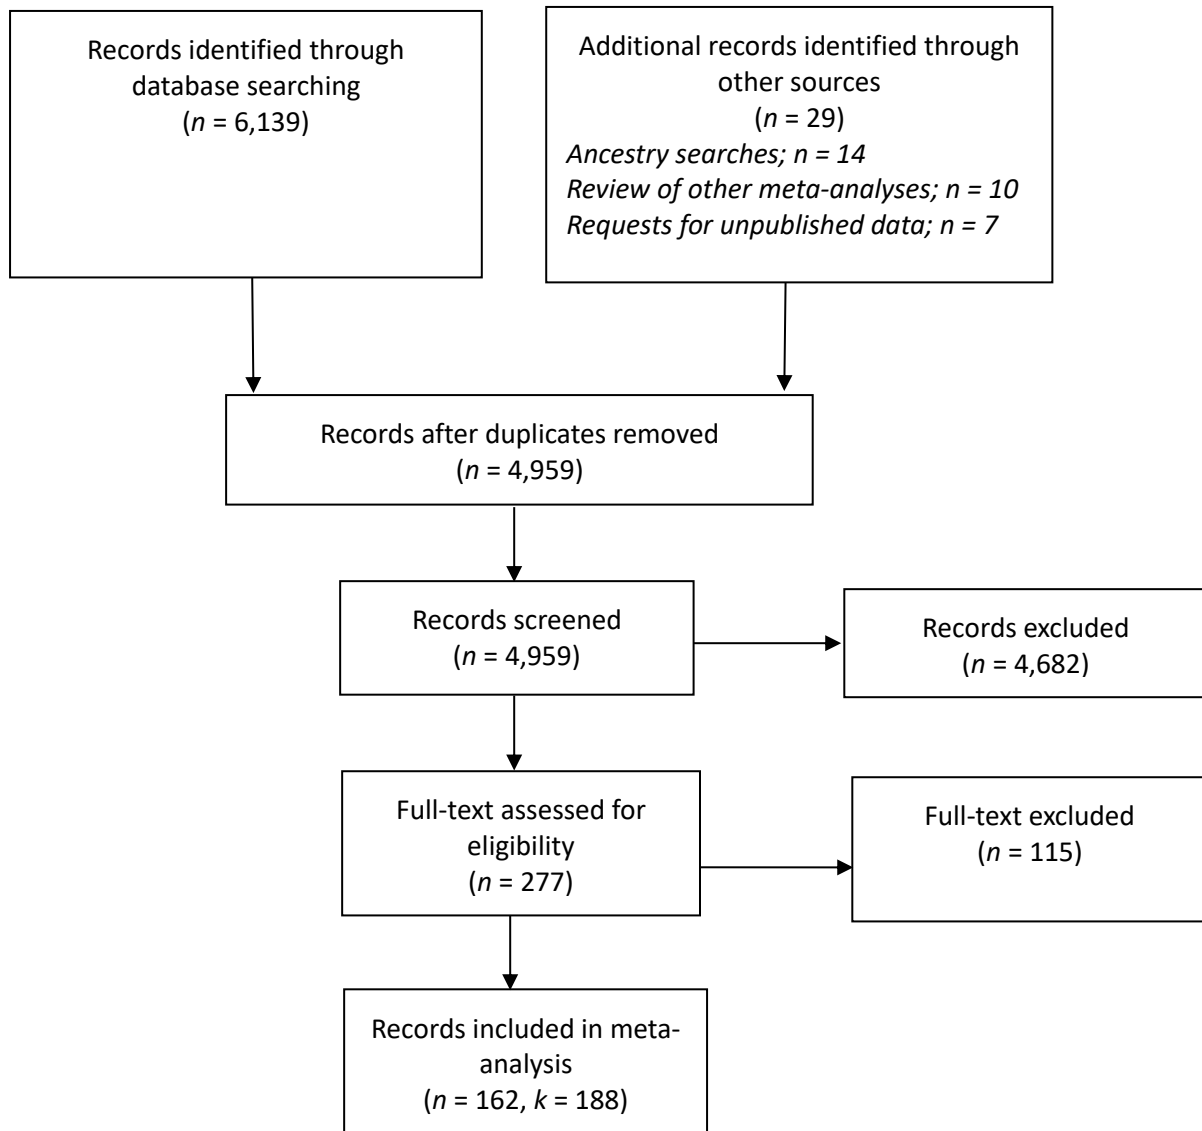 Records identified through
database searching
(n = 6,139)
Additional records identified through
other sources
(n = 29)
Ancestry searches; n = 14
Review of other meta-analyses; n = 10
Requests for unpublished data; n = 7
Records after duplicates removed
(n = 4,959)
Records screened
(n = 4,959)
Records excluded
(n = 4,682)
Full-text assessed for
eligibility
(n = 277)
Full-text excluded
(n = 115)
Records included in meta-
analysis
(n = 162, k = 188)